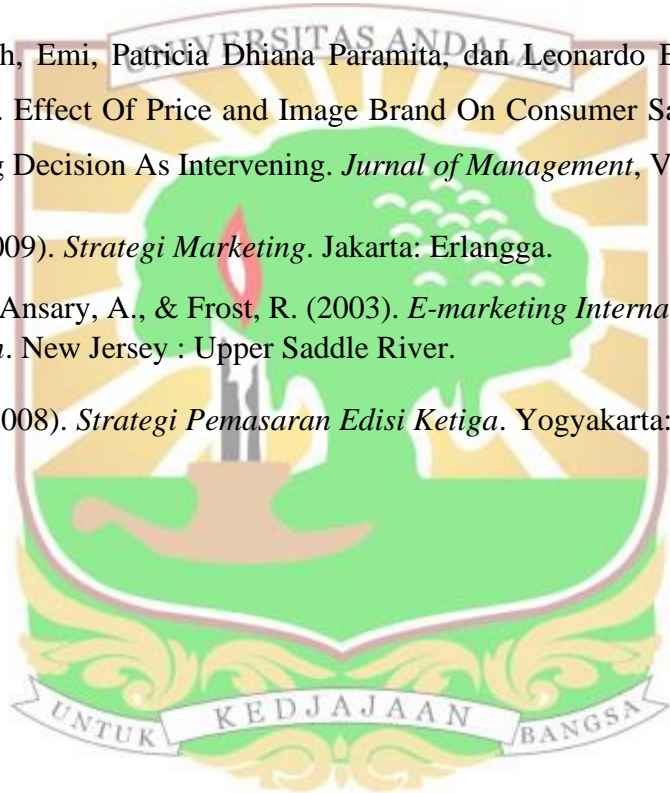 UNIVERSITAS ANDALAS
h, Emi, Patricia Dhiana Paramita, dan Leonardo
. Effect Of Price and Image Brand On Consumer Sa
g Decision As Intervening. Jurnal of Management, V
009). Strategi Marketing. Jakarta: Erlangga.
Ansary, A., & Frost, R. (2003). E-marketing Interna
n. New Jersey : Upper Saddle River.
2008). Strategi Pemasaran Edisi Ketiga. Yogyakarta:
UNTUK KEDJAJAAN BANGSA